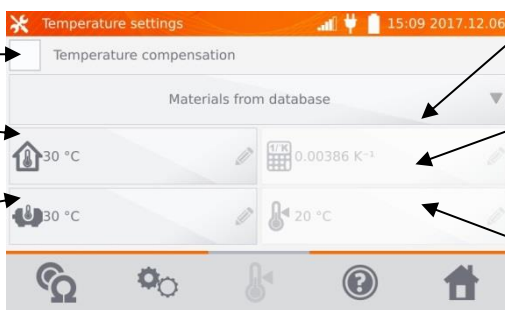 Temperature settings 15:09 2017.12.06
Temperature compensation
Materials from database
30 °C 1/K 0.00386 K⁻¹
30 °C 20 °C
Ω ?